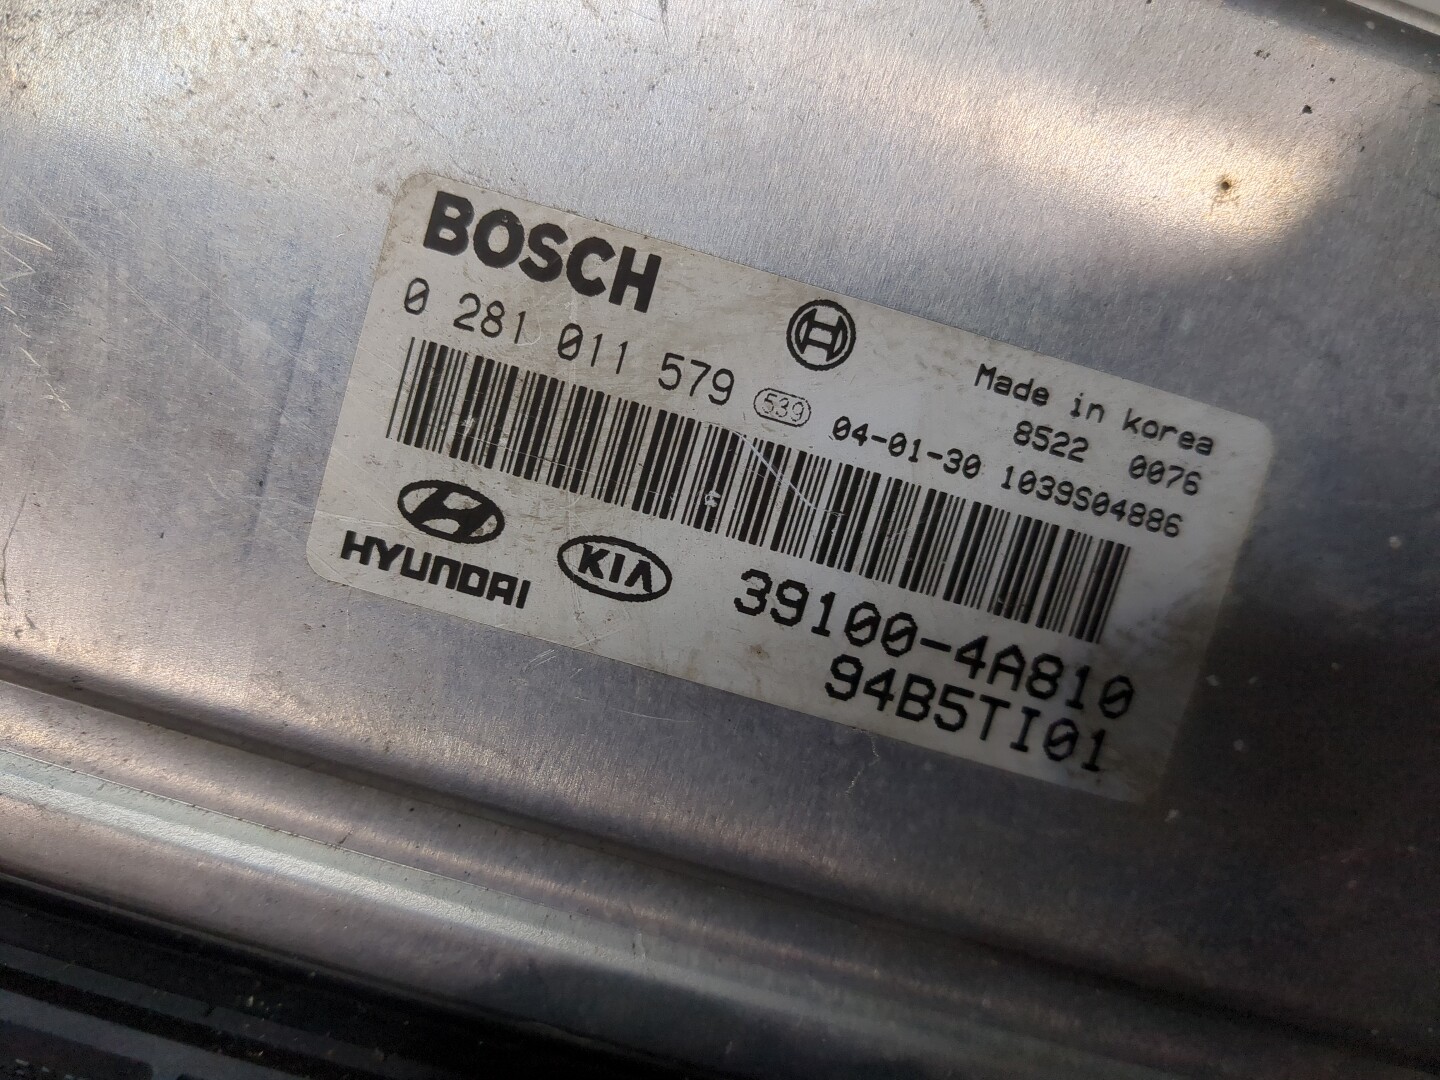 BOSCH
0 281 011 579 539
Made in korea
8522 0076
04-01-30 1039S04886
HYUNDAI KIA
39100-4A810
94B5TI01